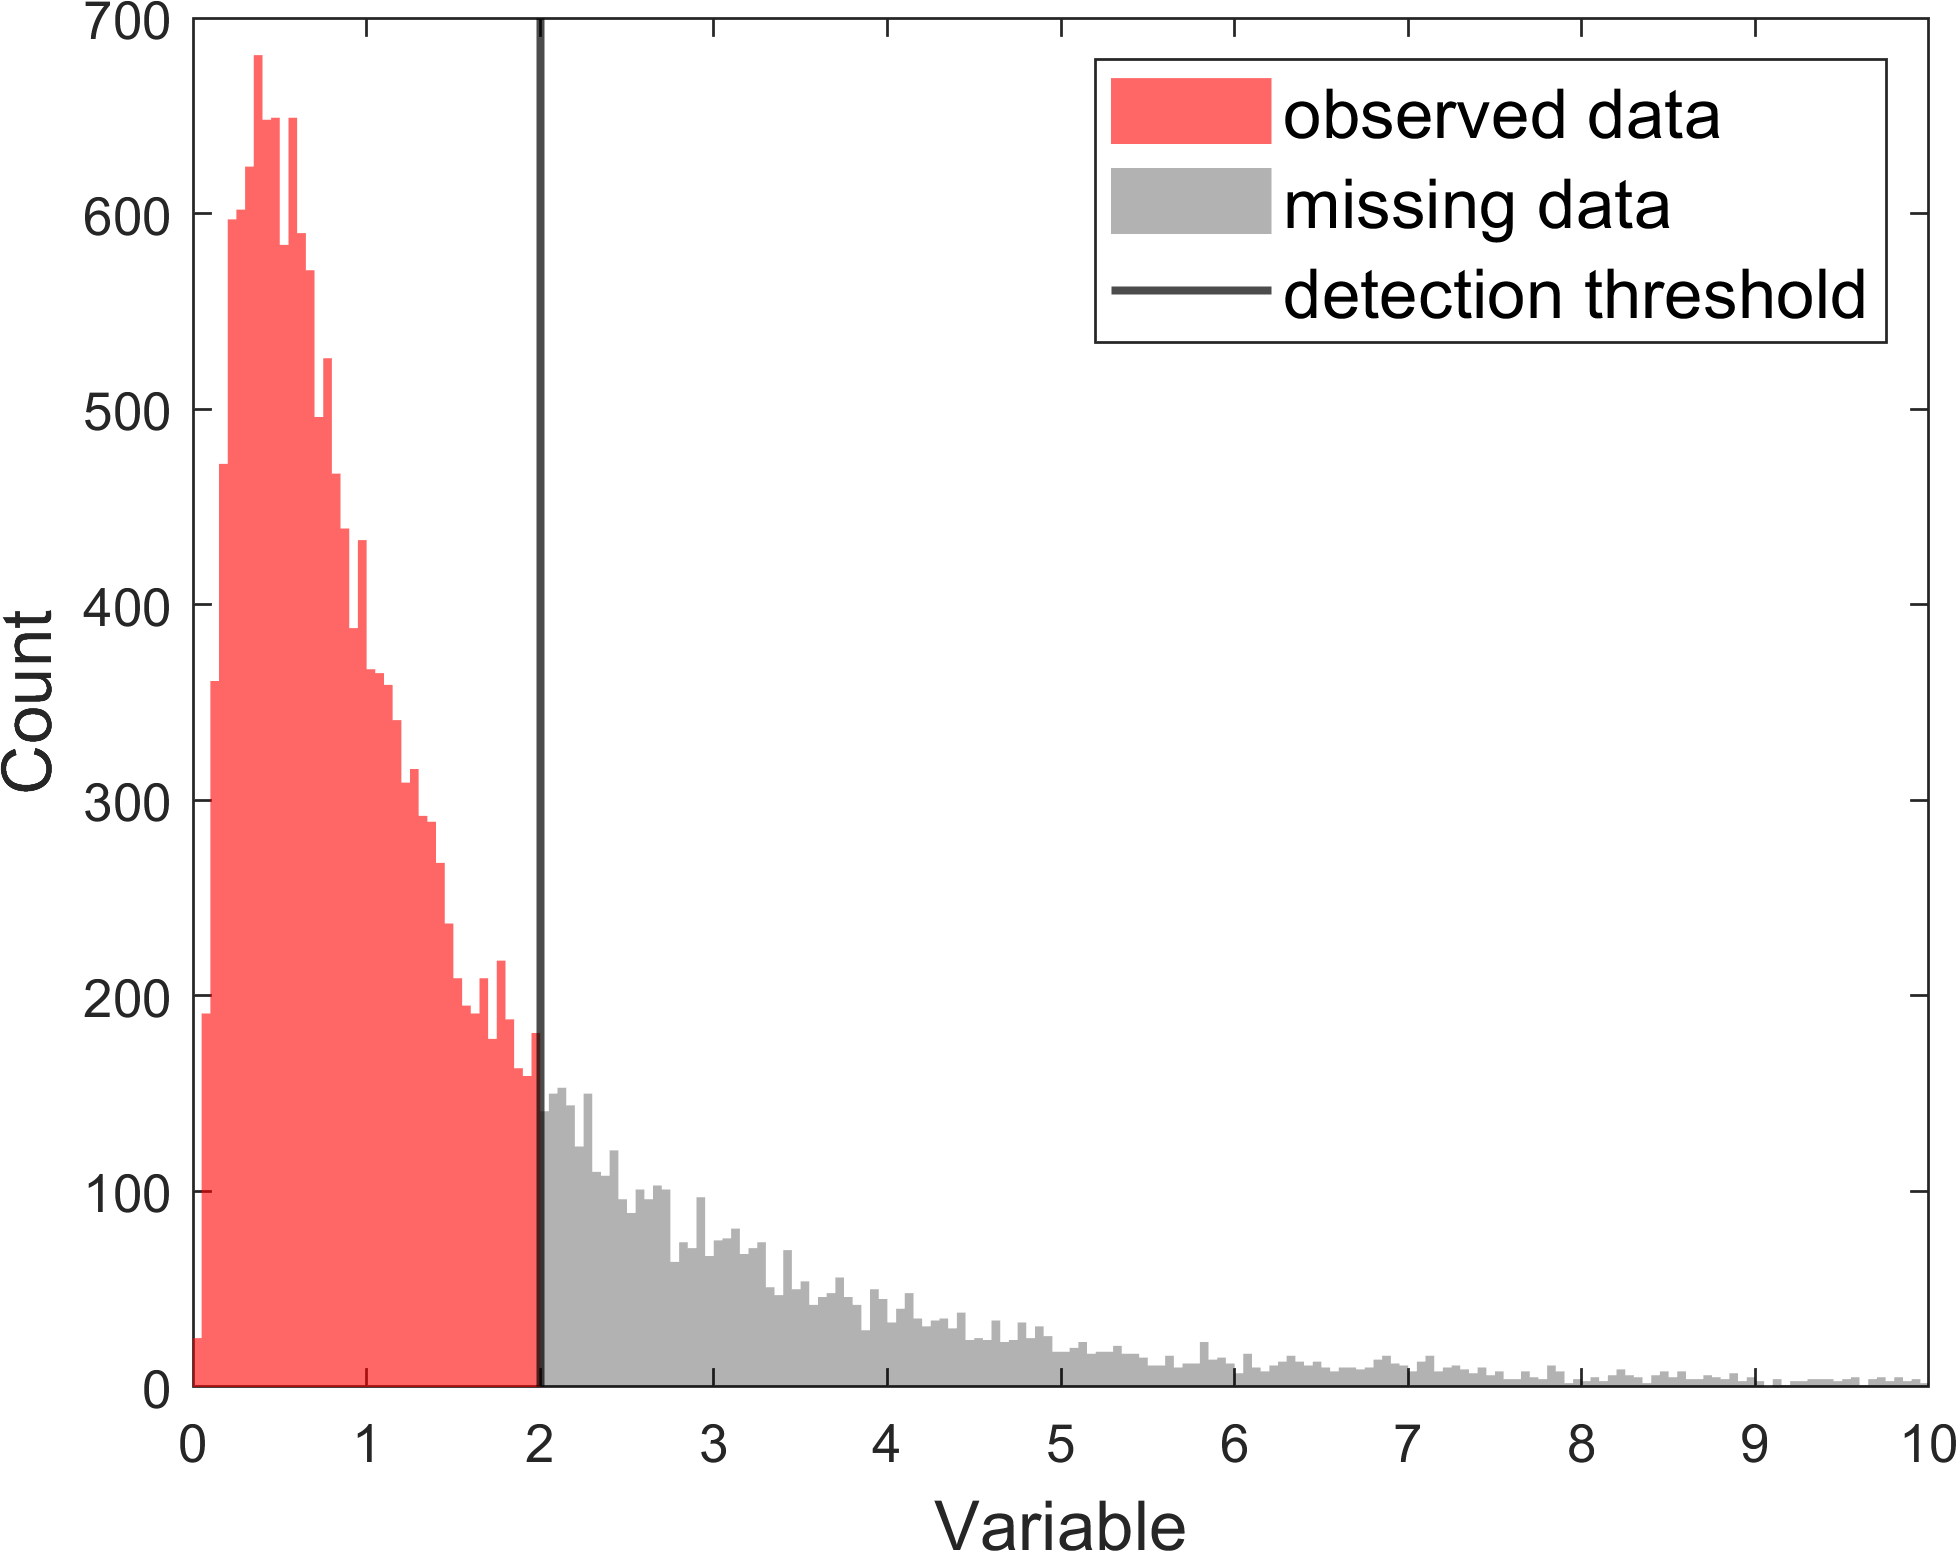 700
600
500
400
300
200
100
0
Count
observed data
missing data
detection threshold
0 1 2 3 4 5 6 7 8 9 10
Variable